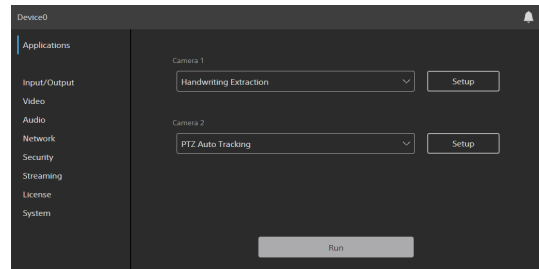 Device0
Applications
Input/Output
Video
Audio
Network
Security
Streaming
License
System
Camera 1
Handwriting Extraction
Setup
Camera 2
PTZ Auto Tracking
Setup
Run